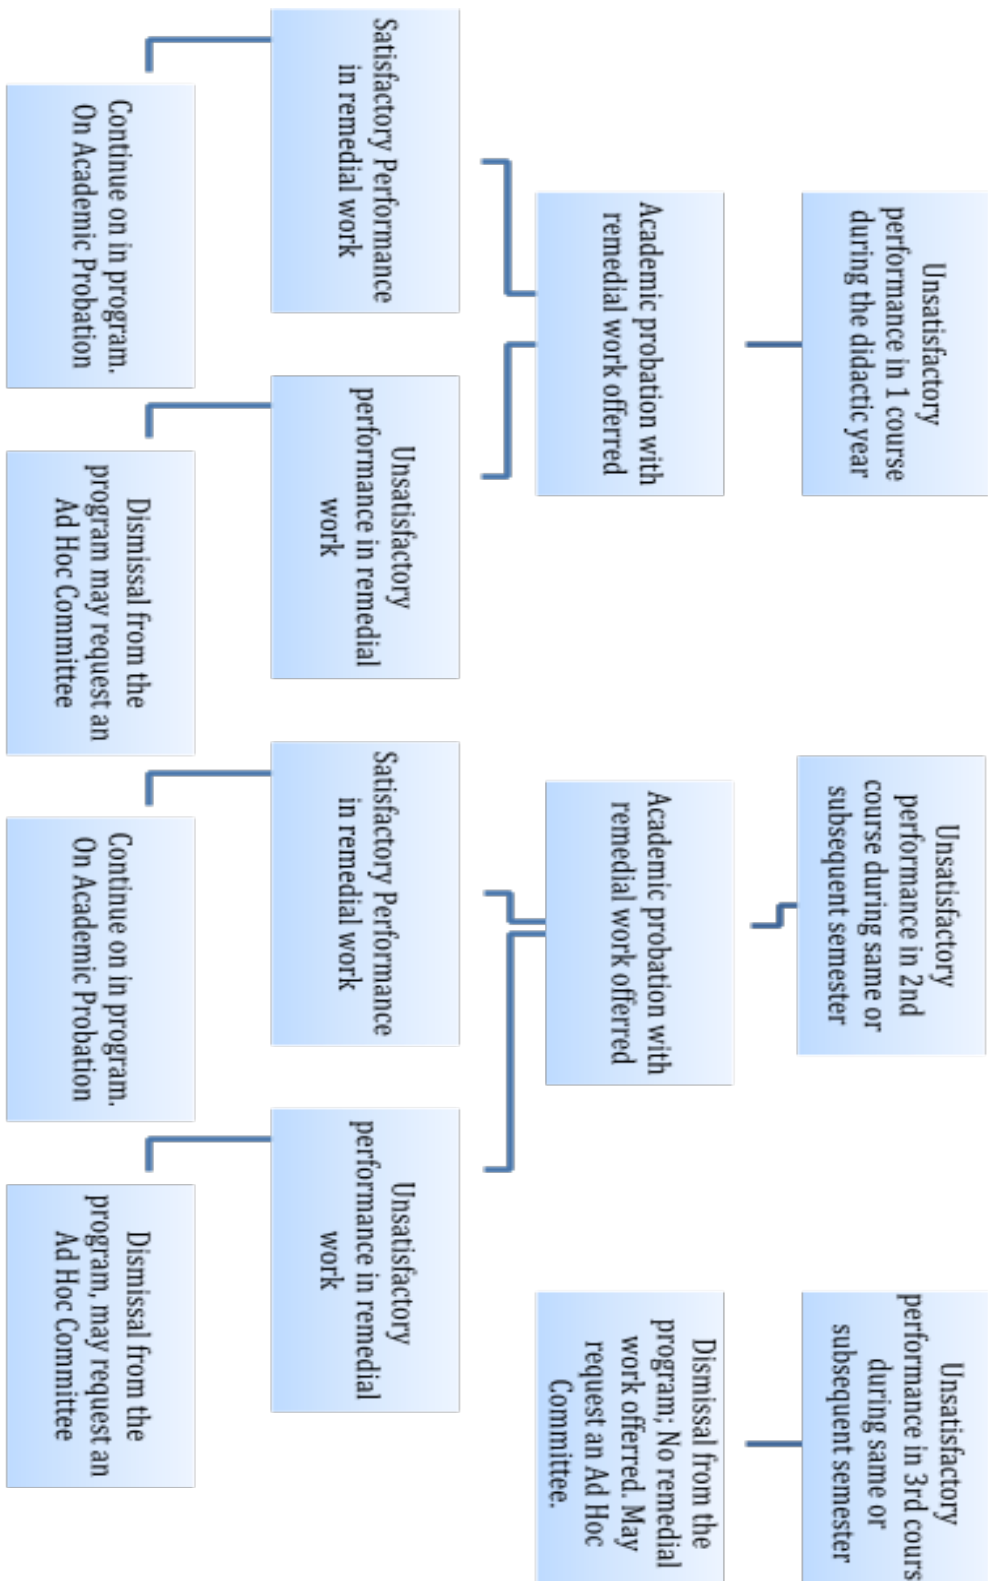 Unsatisfactory
performance in 1 course
during the didactic year
Academic probation with
remedial work offerred
Satisfactory Performance
in remedial work
Continue on in program.
On Academic Probation
Unsatisfactory
performance in remedial
work
Dismissal from the
program may request an
Ad Hoc Committee
Unsatisfactory
performance in 2nd
course during same or
subsequent semester
Academic probation with
remedial work offerred
Satisfactory Performance
in remedial work
Continue on in program.
On Academic Probation
Unsatisfactory
performance in remedial
work
Dismissal from the
program, may request an
Ad Hoc Committee
Unsatisfactory
performance in 3rd cours
during same or
subsequent semester
Dismissal from the
program; No remedial
work offerred. May
request an Ad Hoc
Committee.